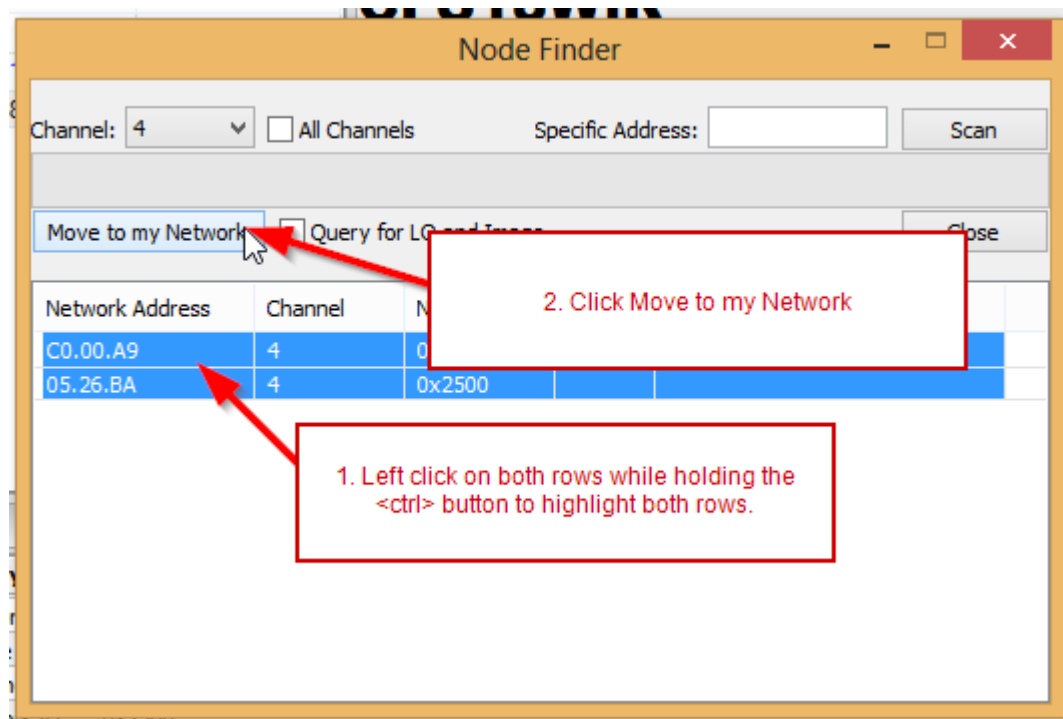 Node Finder
Channel: 4 All Channels Specific Address: Scan
Move to my Network Query for LQ and Image Close
Network Address Channel
C0.00.A9 4
05.26.BA 4 0x2500
2. Click Move to my Network
1. Left click on both rows while holding the
<ctrl> button to highlight both rows.